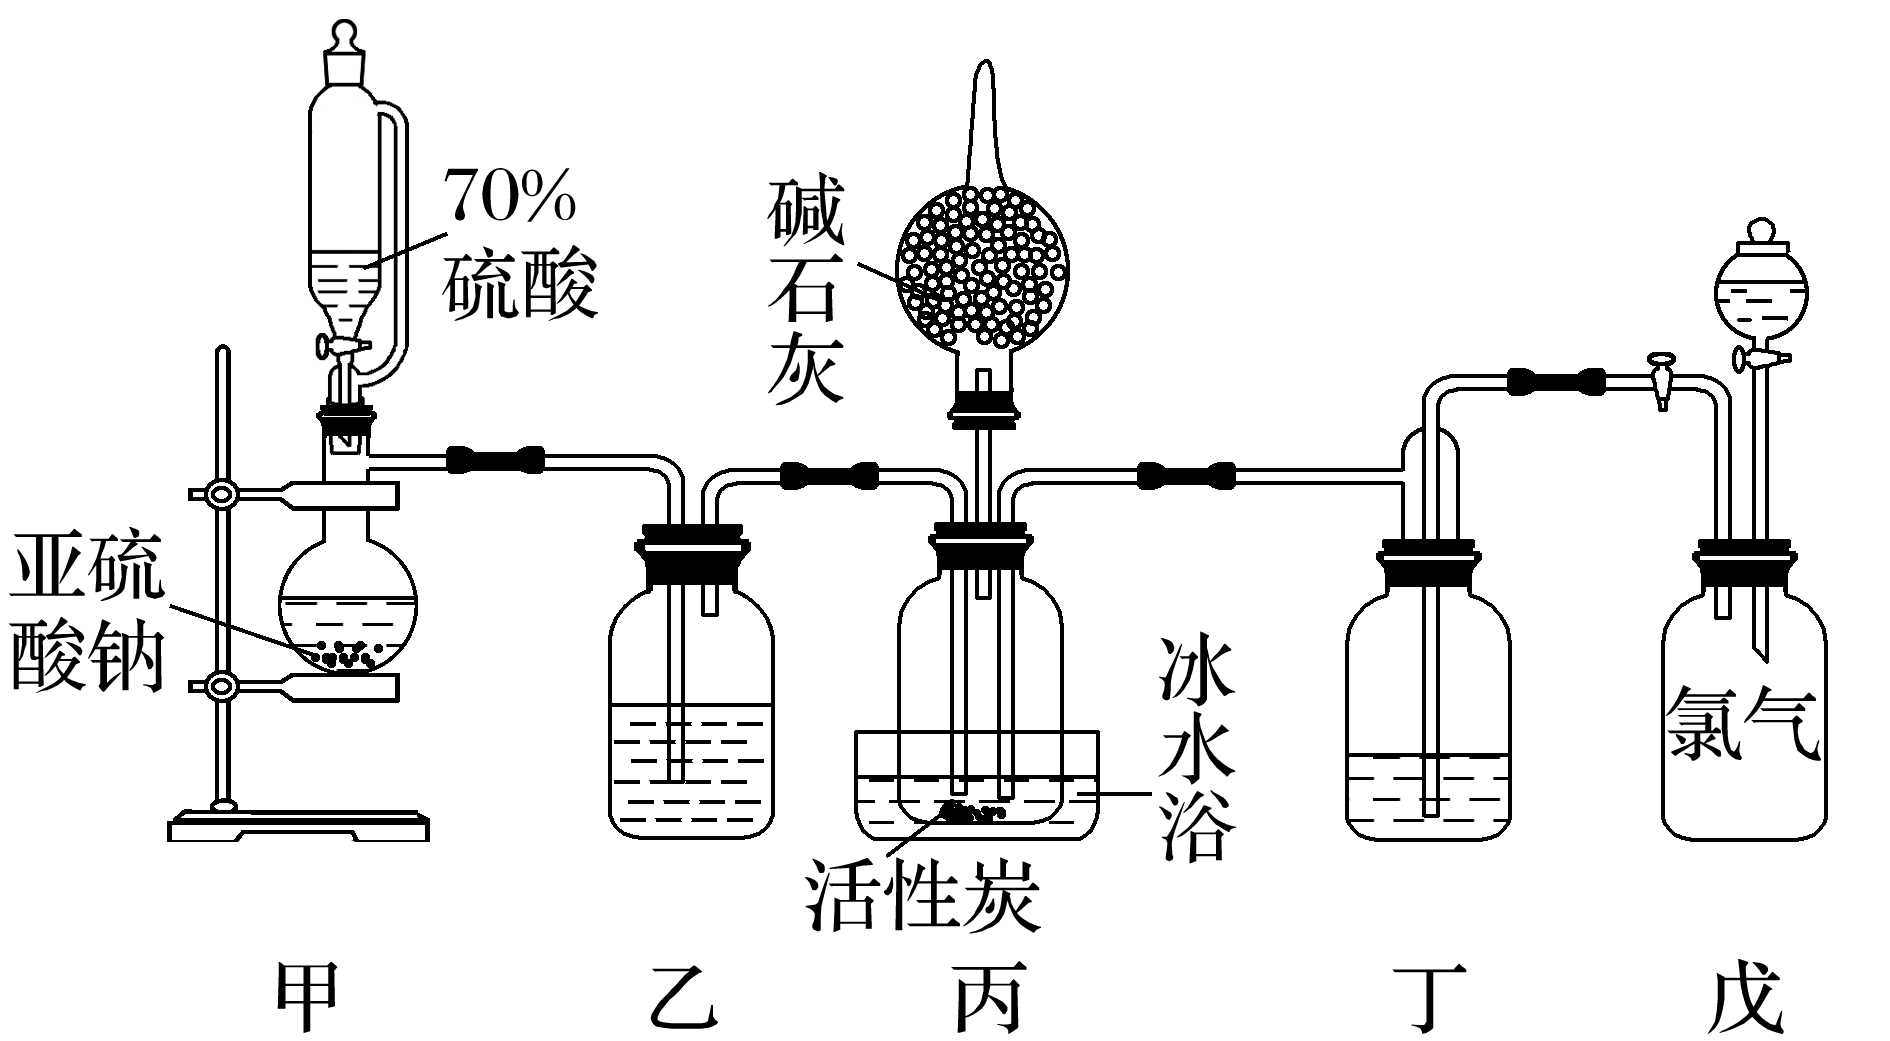 70%
硫酸
碱
石
灰
亚硫
酸钠
氯气
冰
水
浴
活性炭
甲
乙
丙
丁
戊